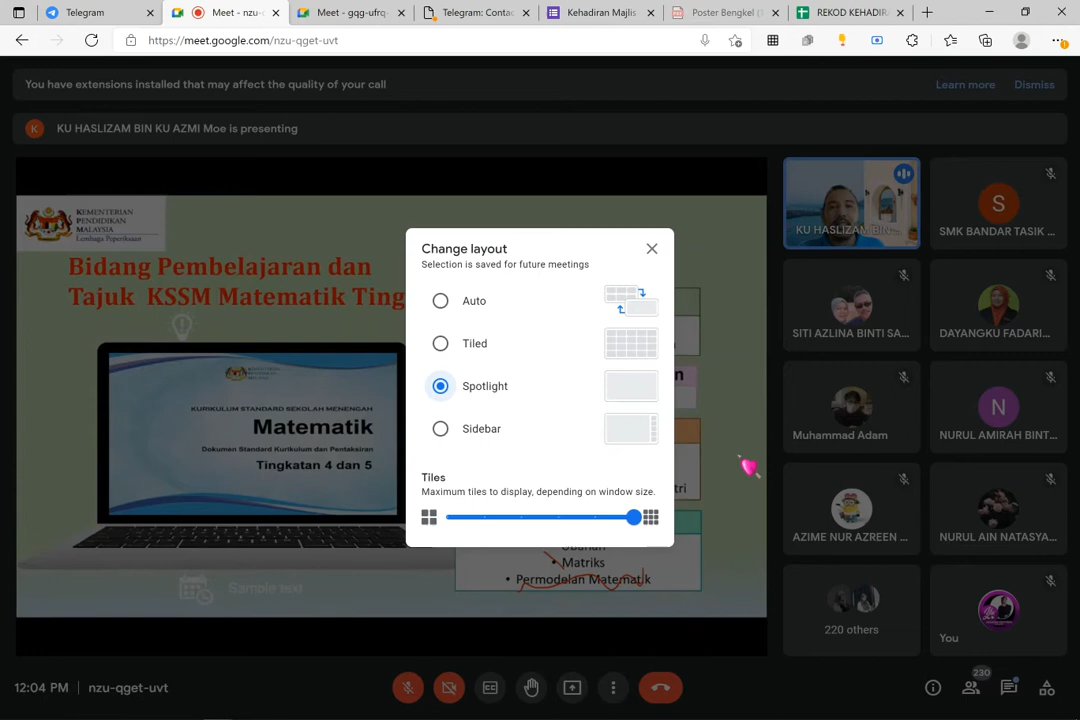 Telegram
Meet - nzu-
Meet - gqg-ufrq-
Telegram: Contac
Kehadiran Majlis
Poster Bengkel (1
REKOD KEHADIRA
https://meet.google.com/nzu-qget-uvt
You have extensions installed that may affect the quality of your call
Learn more
Dismiss
K
KU HASLIZAM BIN KU AZMI Moe is presenting
KEMENTERIAN
PENDIDIKAN
MALAYSIA
Lembaga Peperiksaan
Bidang Pembelajaran dan
Tajuk KSSM Matematik Ting
KURIKULUM STANDARD SEKOLAH MENENGAH
Matematik
Dokumen Standard Kurikulum dan Pentaksiran
Tingkatan 4 dan 5
Sample text
Change layout
Selection is saved for future meetings
Auto
Tiled
Spotlight
Sidebar
Tiles
Maximum tiles to display, depending on window size.
• Matriks
• Permodelan Matematik
KU HASLIZAM BIN ...
S
SMK BANDAR TASIK ...
SITI AZLINA BINTI SA...
DAYANGKU FADARI...
Muhammad Adam
N
NURUL AMIRAH BINT...
AZIME NUR AZREEN ...
NURUL AIN NATASYA...
220 others
You
12:04 PM | nzu-qget-uvt
230